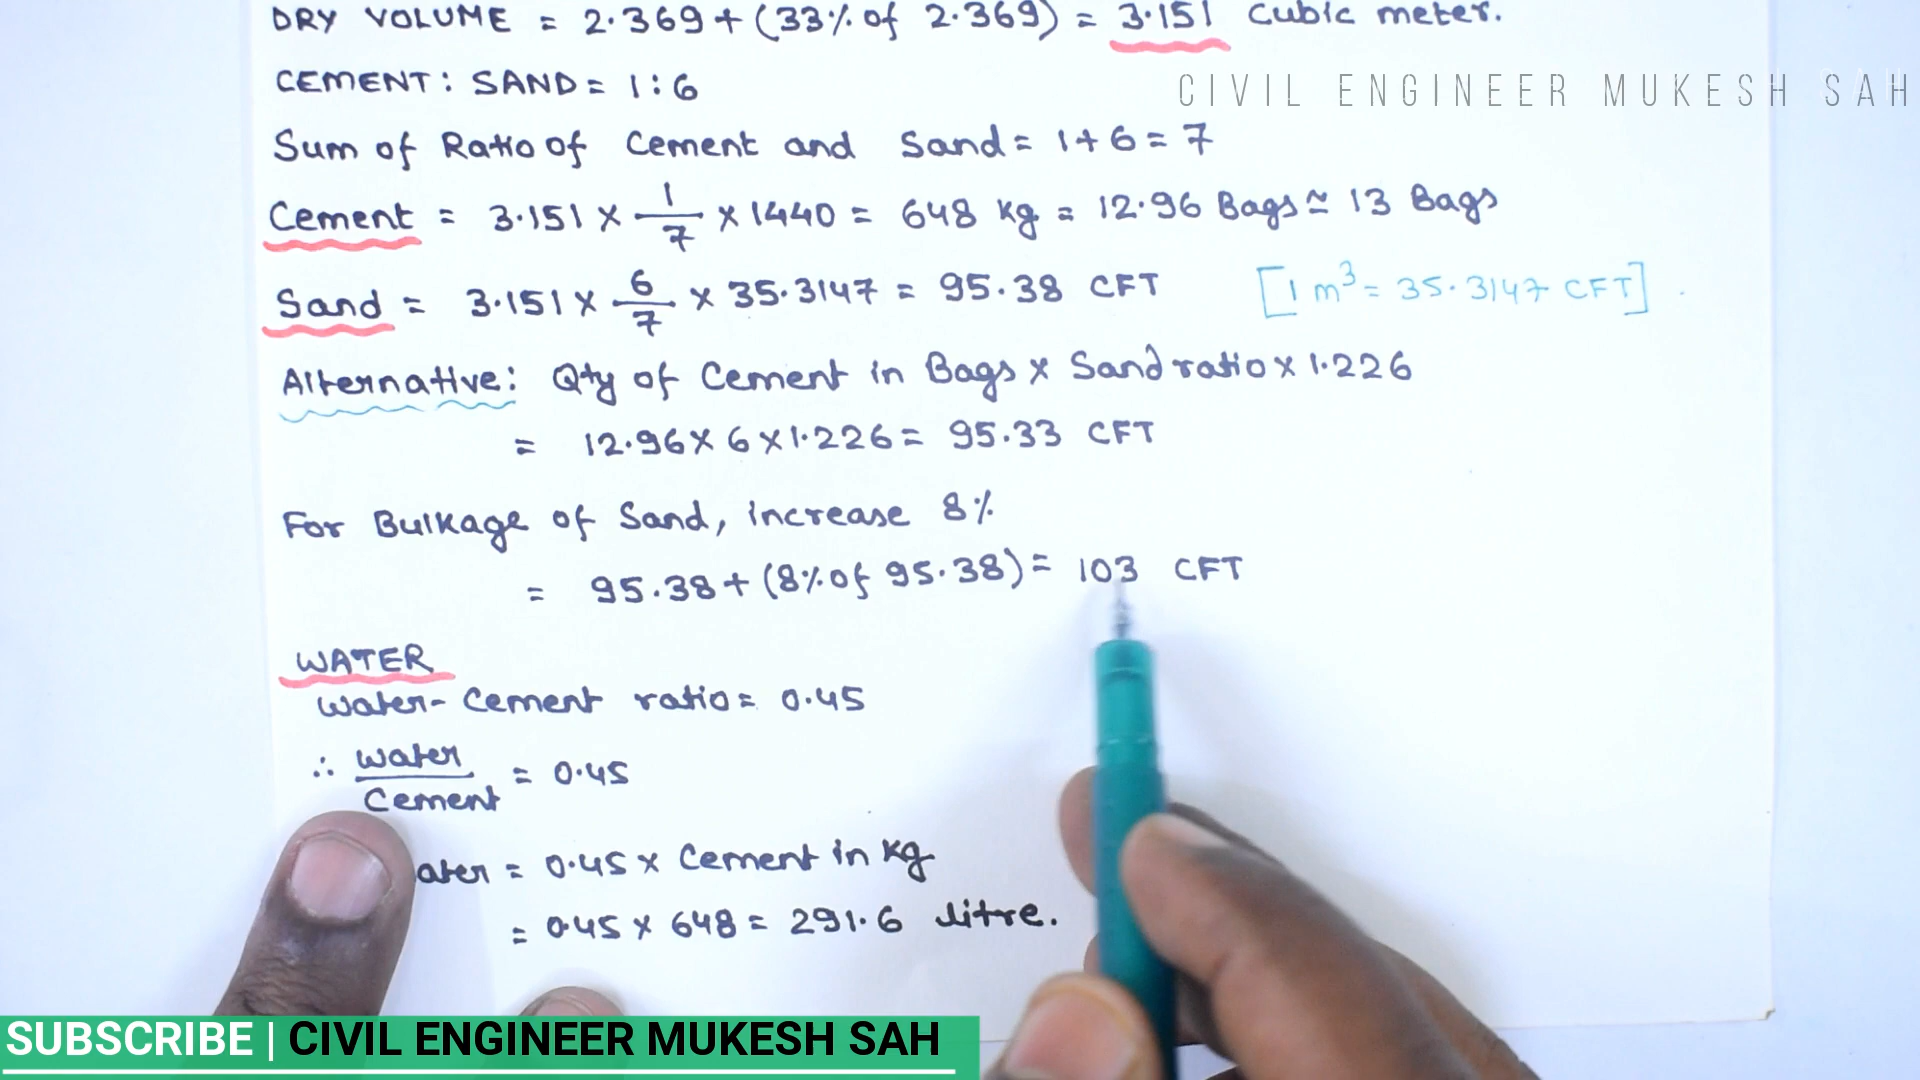 DRY VOLUME = 2.369 + (33% of 2.369) = 3.151 Cubic meter.
CEMENT : SAND = 1:6
CIVIL ENGINEER MUKESH SAH
Sum of Ratio of Cement and Sand = 1+6 = 7
Cement = 3.151 × 1/7 × 1440 = 648 kg = 12.96 Bags ≃ 13 Bags
Sand = 3.151 × 6/7 × 35.3147 = 95.38 CFT [1 m³ = 35.3147 CFT]
Alternative: Qty of Cement in Bags × Sand ratio × 1.226
= 12.96 × 6 × 1.226 = 95.33 CFT
For Bulkage of Sand, increase 8%
= 95.38 + (8% of 95.38) = 103 CFT
WATER
Water-Cement ratio = 0.45
∴ Water/Cement = 0.45
ater = 0.45 × Cement in kg
= 0.45 × 648 = 291.6 litre.
SUBSCRIBE | CIVIL ENGINEER MUKESH SAH